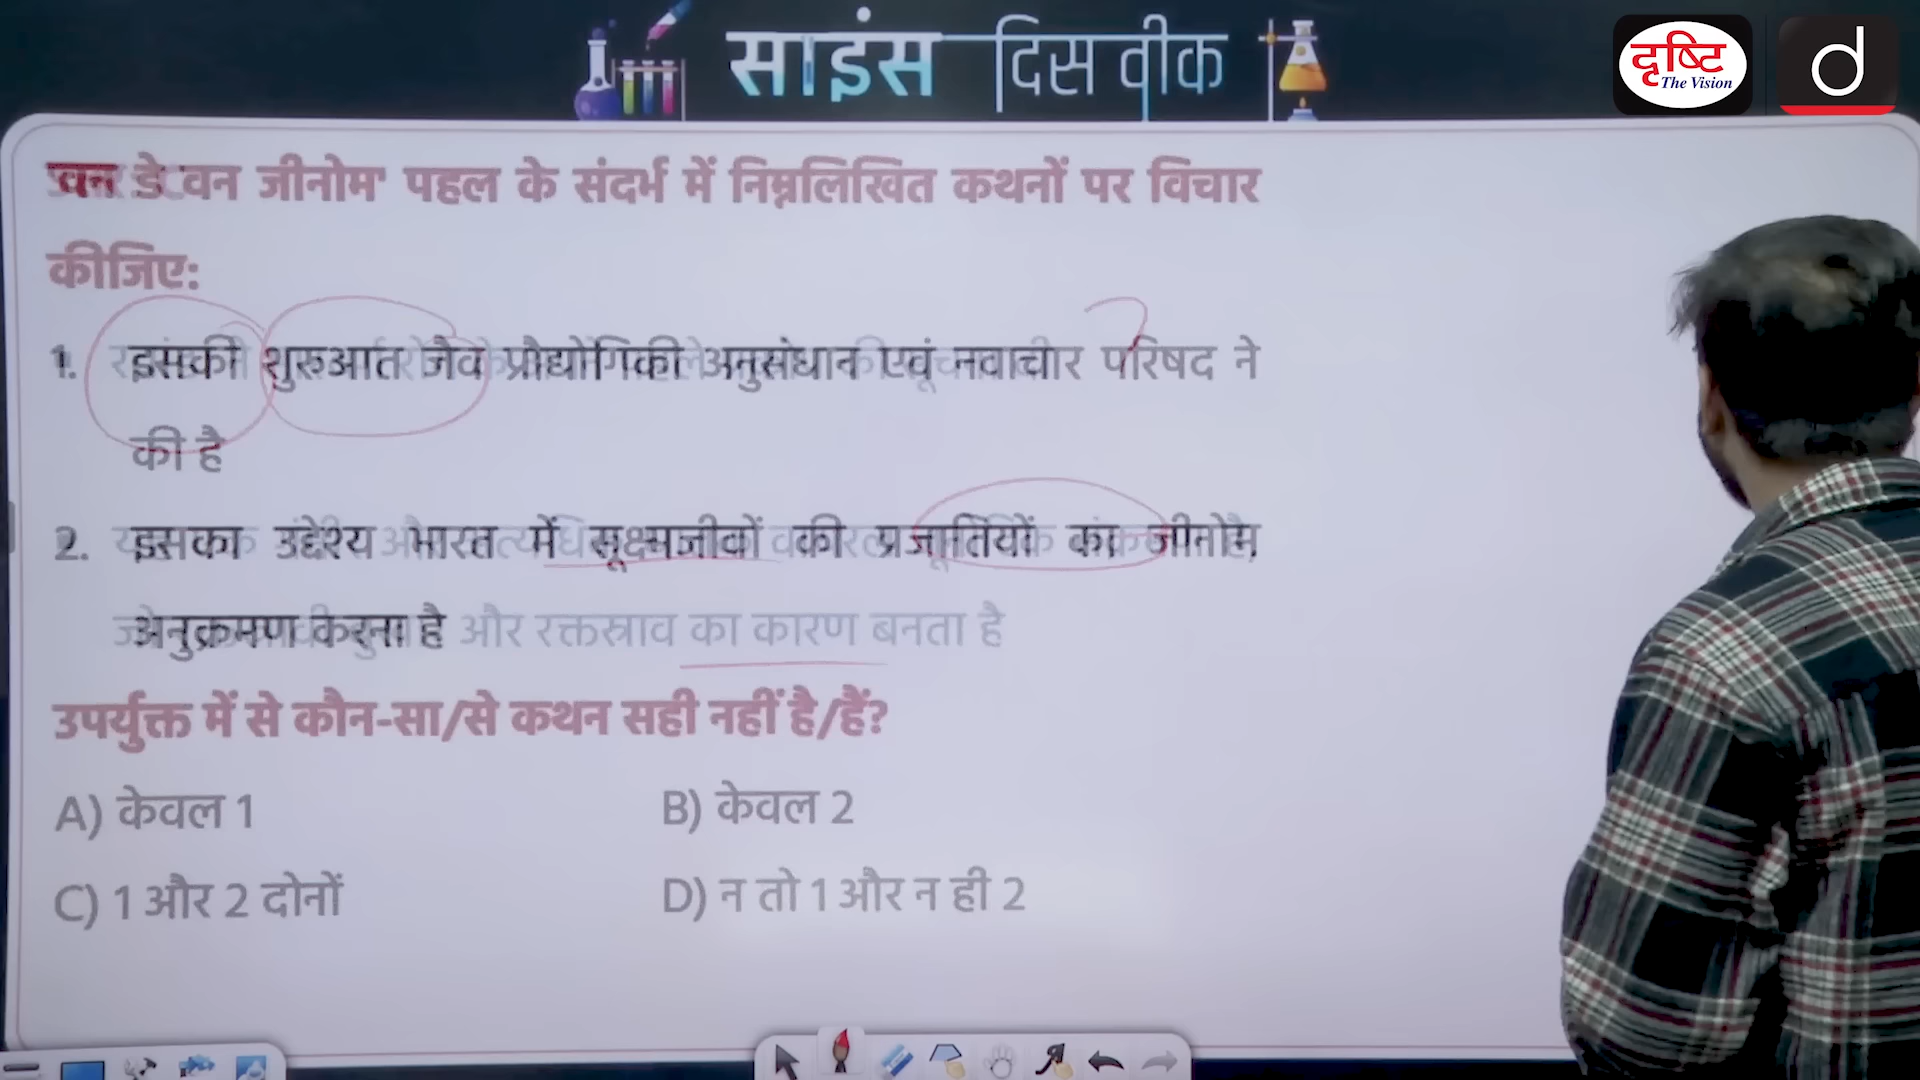 साइंस दिस वीक
दृष्टि
The Vision
d
'वन डे वन जीनोम' पहल के संदर्भ में निम्नलिखित कथनों पर विचार
कीजिए:
1. इसकी शुरुआत जैव प्रौद्योगिकी अनुसंधान एवं नवाचार परिषद ने
की है
2. इसका उद्देश्य भारत में सूक्ष्मजीवों की प्रजातियों का जीनोम
अनुक्रमण करना है और रक्तस्राव का कारण बनता है
उपर्युक्त में से कौन-सा/से कथन सही नहीं है/हैं?
A) केवल 1 B) केवल 2
C) 1 और 2 दोनों D) न तो 1 और न ही 2